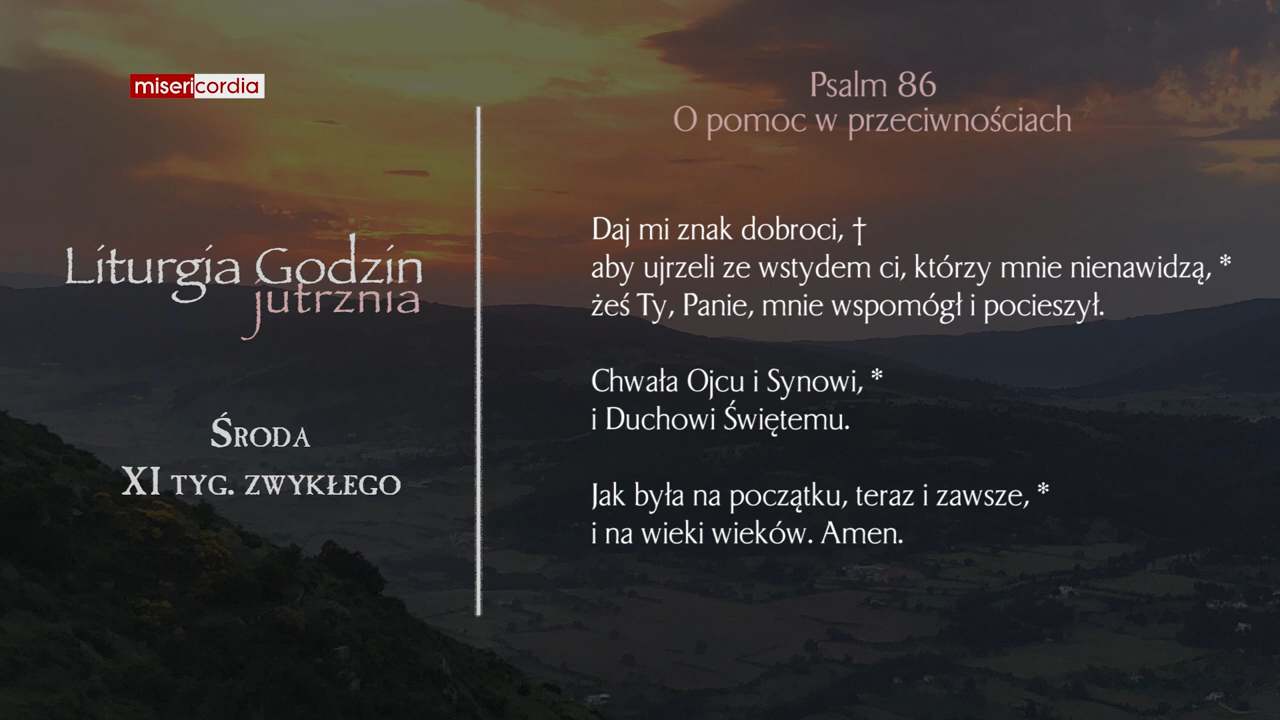 misericordia
Liturgia Godzin
jutrznia
Środa
XI tyg. zwykłego
Psalm 86
O pomoc w przeciwnościach
Daj mi znak dobroci, †
aby ujrzeli ze wstydem ci, którzy mnie nienawidzą, *
żeś Ty, Panie, mnie wspomógł i pocieszył.
Chwała Ojcu i Synowi, *
i Duchowi Świętemu.
Jak była na początku, teraz i zawsze, *
i na wieki wieków. Amen.